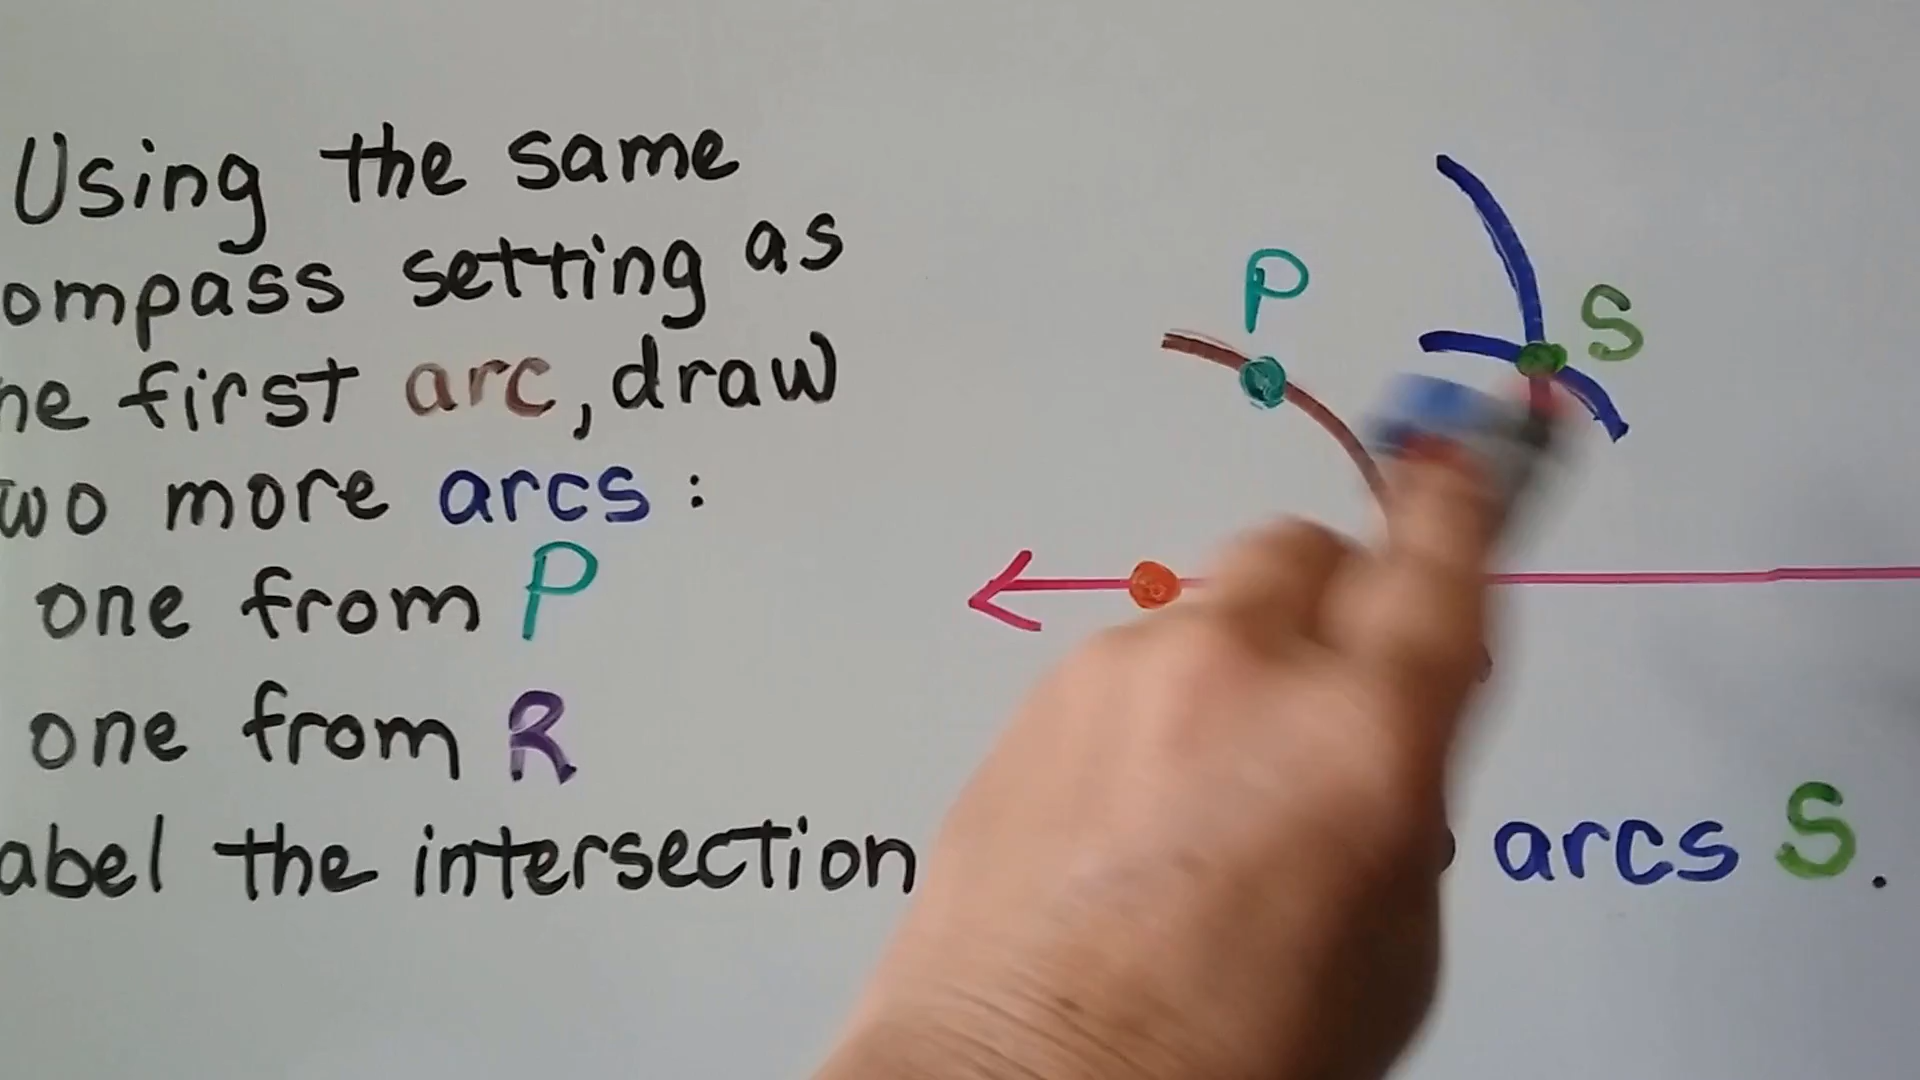 Using the same
ompass setting as
he first arc, draw
wo more arcs:
one from P
one from R
abel the intersection arcs S.
P
S